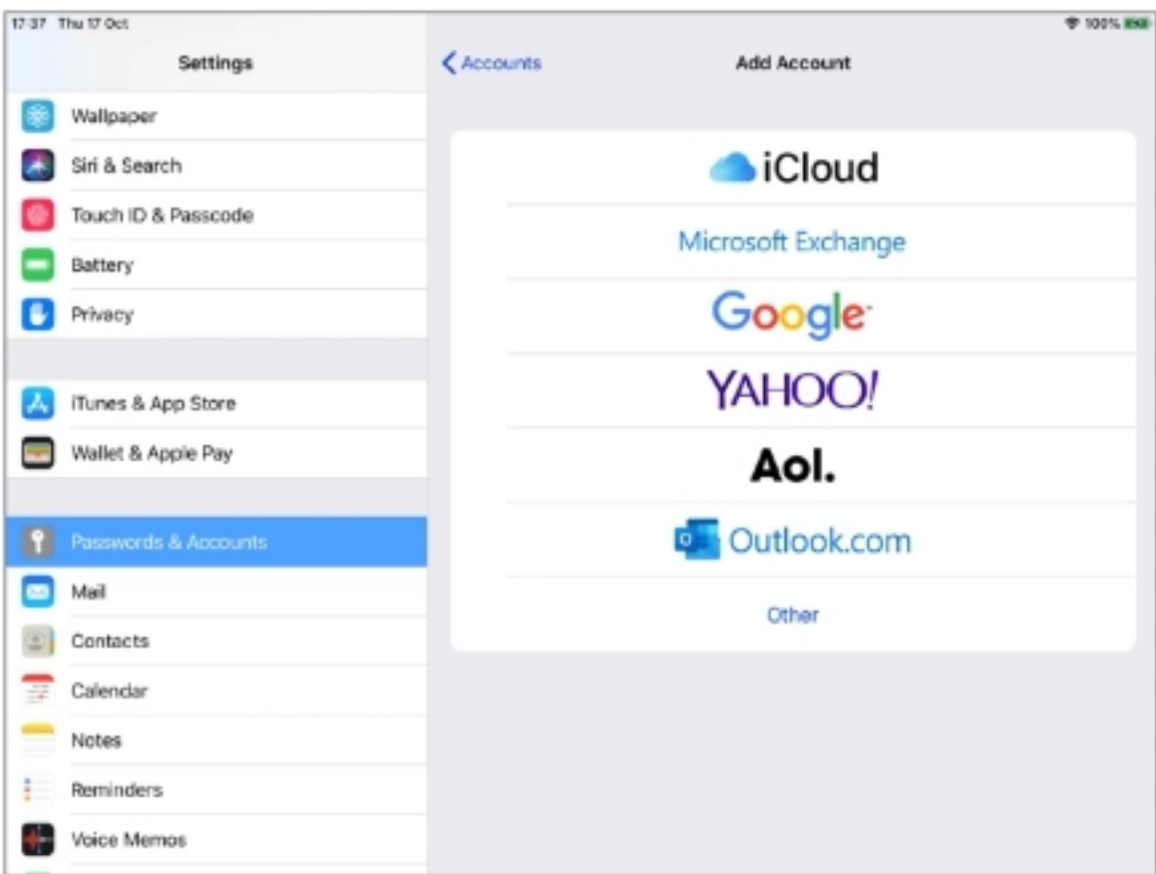 17:37 Thu 17 Oct
100%
Settings
Wallpaper
Siri & Search
Touch ID & Passcode
Battery
Privacy
iTunes & App Store
Wallet & Apple Pay
Passwords & Accounts
Mail
Contacts
Calendar
Notes
Reminders
Voice Memos
Accounts
Add Account
iCloud
Microsoft Exchange
Google
YAHOO!
Aol.
Outlook.com
Other